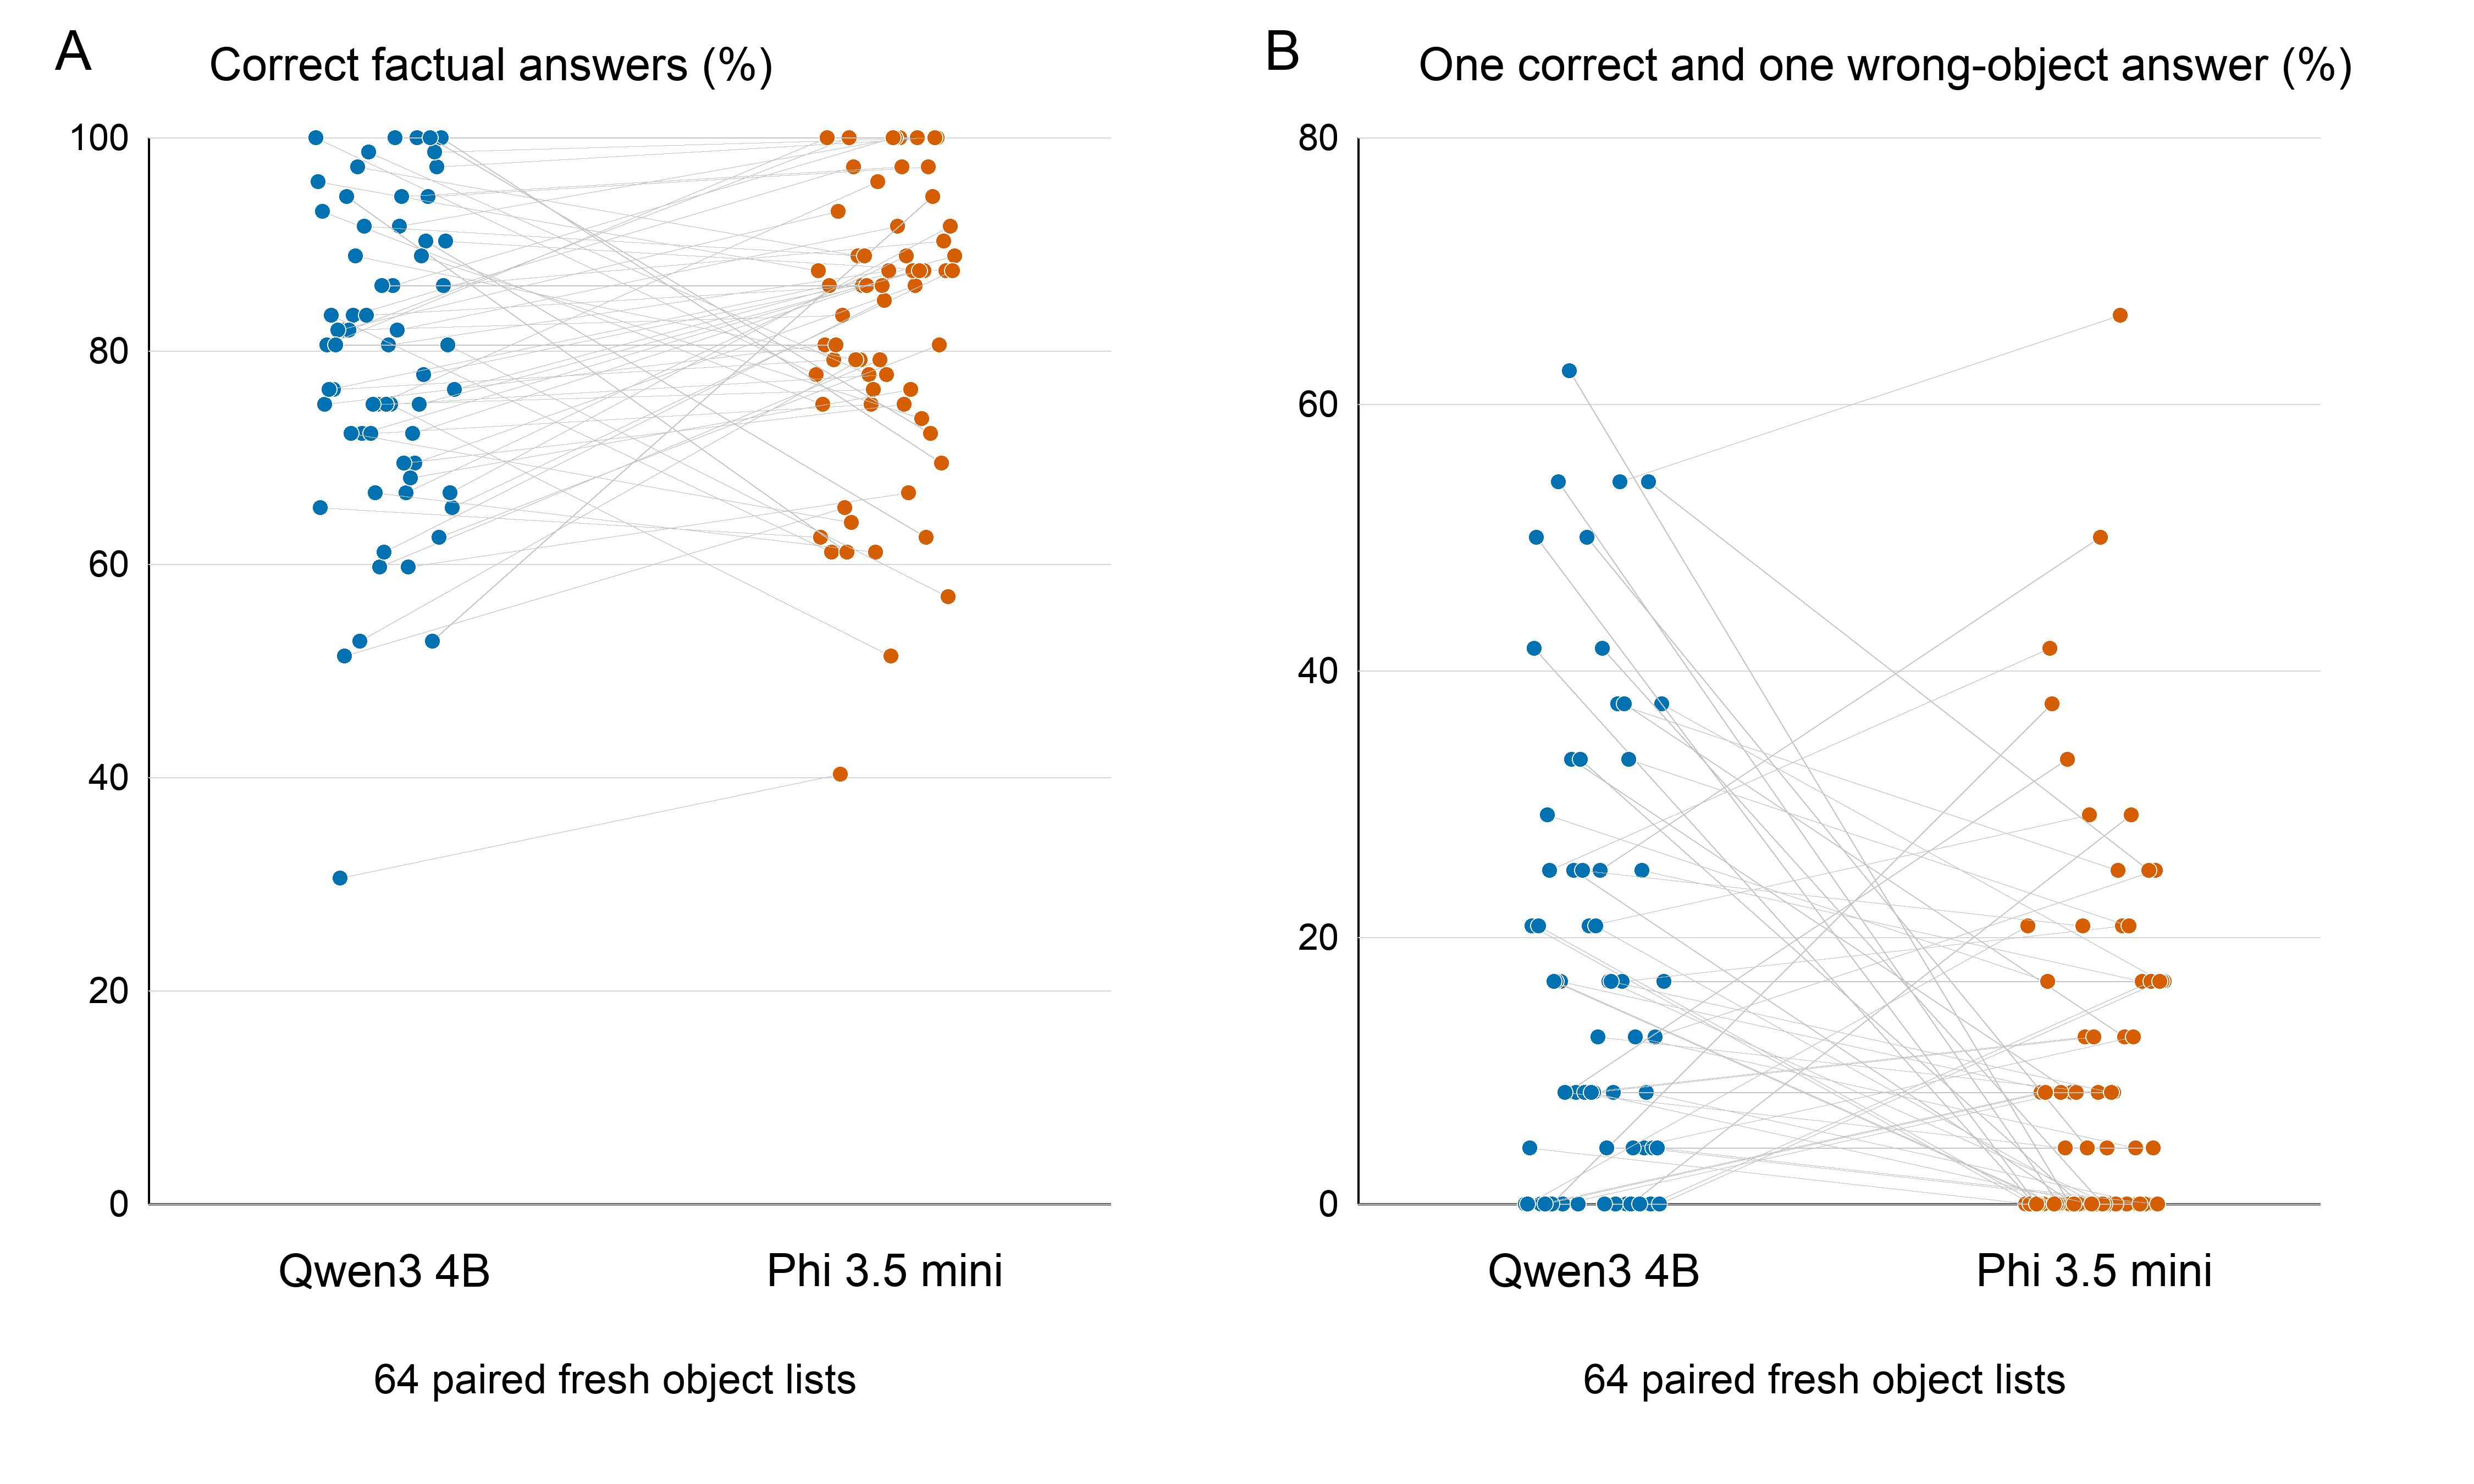 A
Correct factual answers (%)
100
80
60
40
20
0
Qwen3 4B
Phi 3.5 mini
64 paired fresh object lists
B
One correct and one wrong-object answer (%)
80
60
40
20
0
Qwen3 4B
Phi 3.5 mini
64 paired fresh object lists